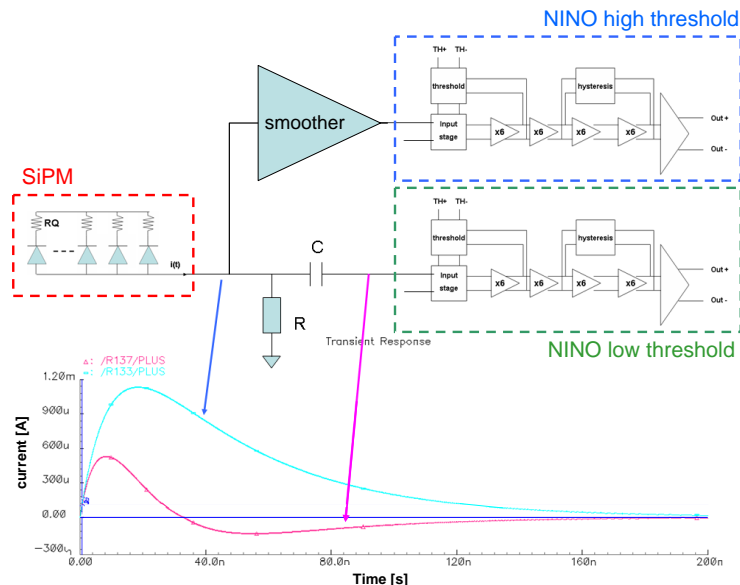 NINO high threshold
TH+ TH-
threshold
hysteresis
smoother
Input stage
x6 x6 x6 x6
Out +
Out -
SiPM
RQ
i(t)
C
R
TH+ TH-
threshold
hysteresis
Input stage
x6 x6 x6 x6
Out +
Out -
NINO low threshold
Transient Response
: /R137/PLUS
: /R133/PLUS
1.20m
900u
600u
300u
0.00
-300u
current [A]
0.00 40.0n 80.0n 120n 160n 200n
Time [s]